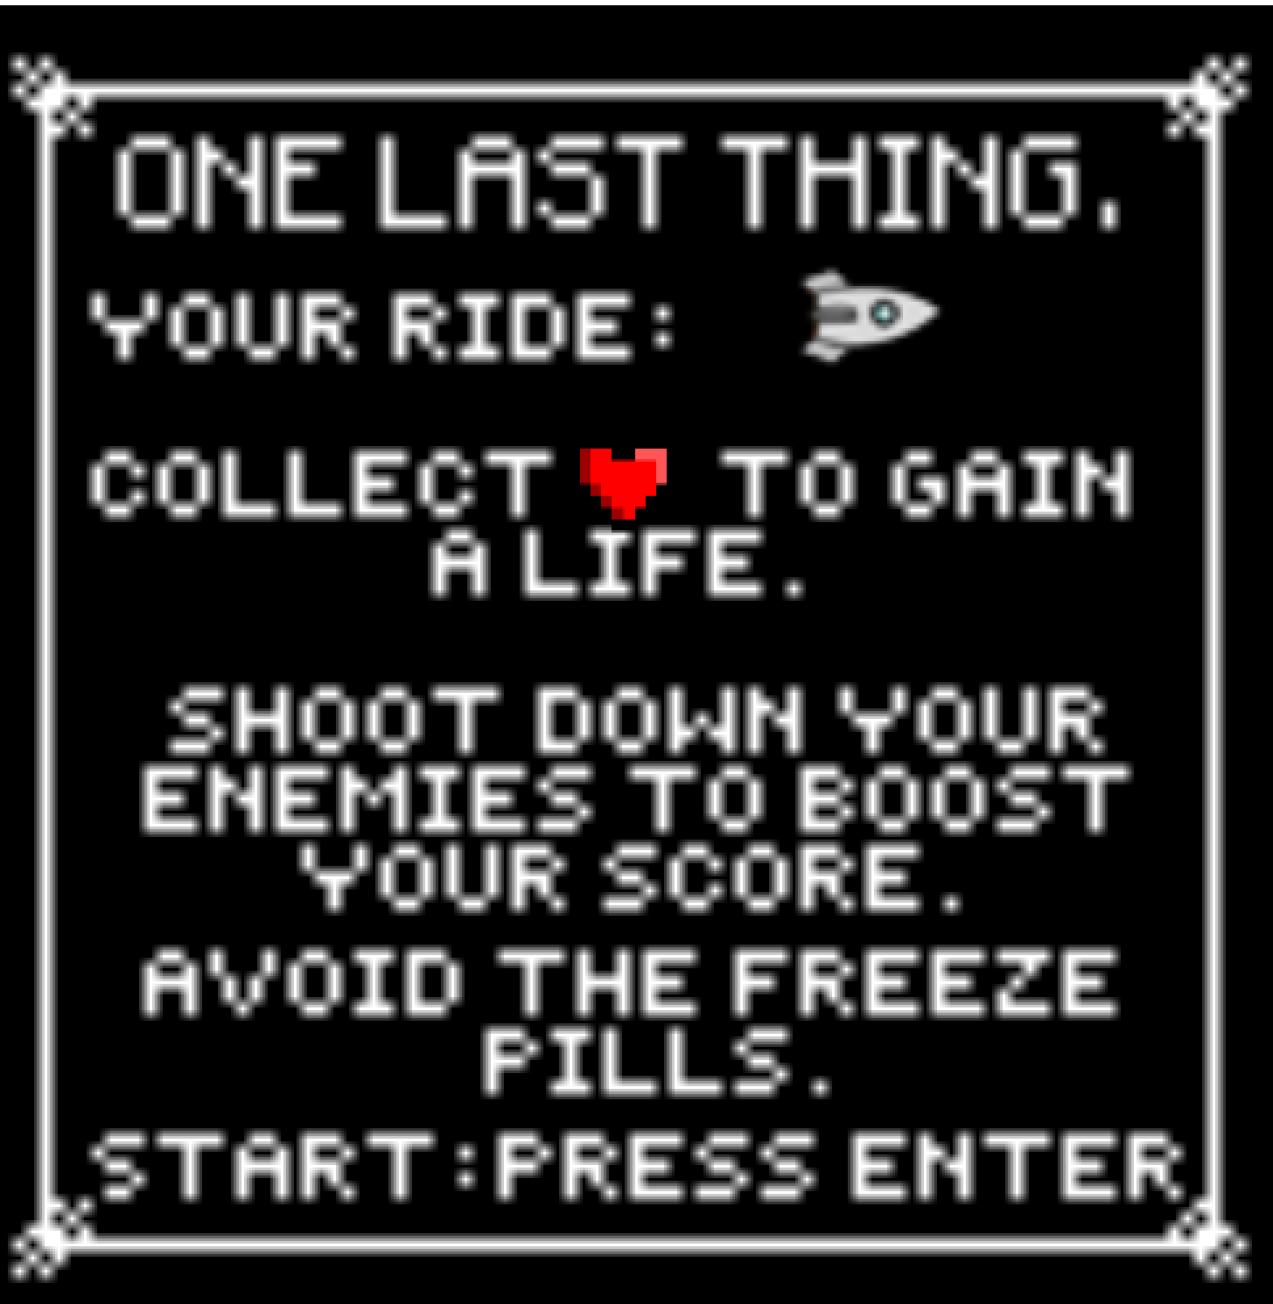 ONE LAST THING,
YOUR RIDE:
COLLECT TO GAIN
A LIFE.
SHOOT DOWN YOUR
ENEMIES TO BOOST
YOUR SCORE.
AVOID THE FREEZE
PILLS.
START:PRESS ENTER